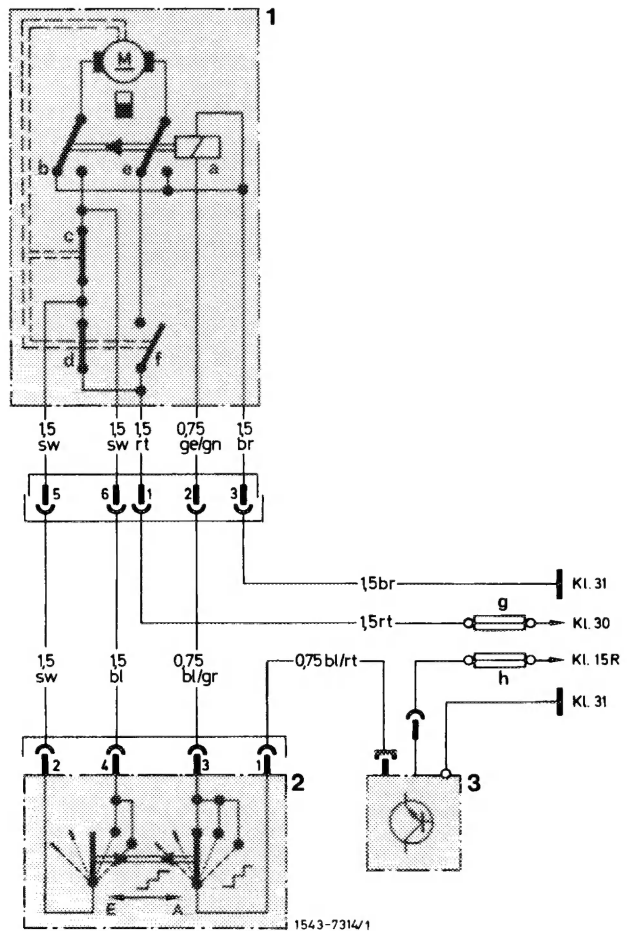 1
M
b
e
a
c
d
f
1,5 1,5 1,5 0,75 1,5
sw sw rt ge/gn br
5 6 1 2 3
1,5br Kl. 31
g
1,5rt Kl. 30
1,5 1,5 0,75
sw bl bl/gr
0,75 bl/rt
Kl. 15R
h
Kl. 31
2 4 3 1
2
3
E A
1543-7314/1